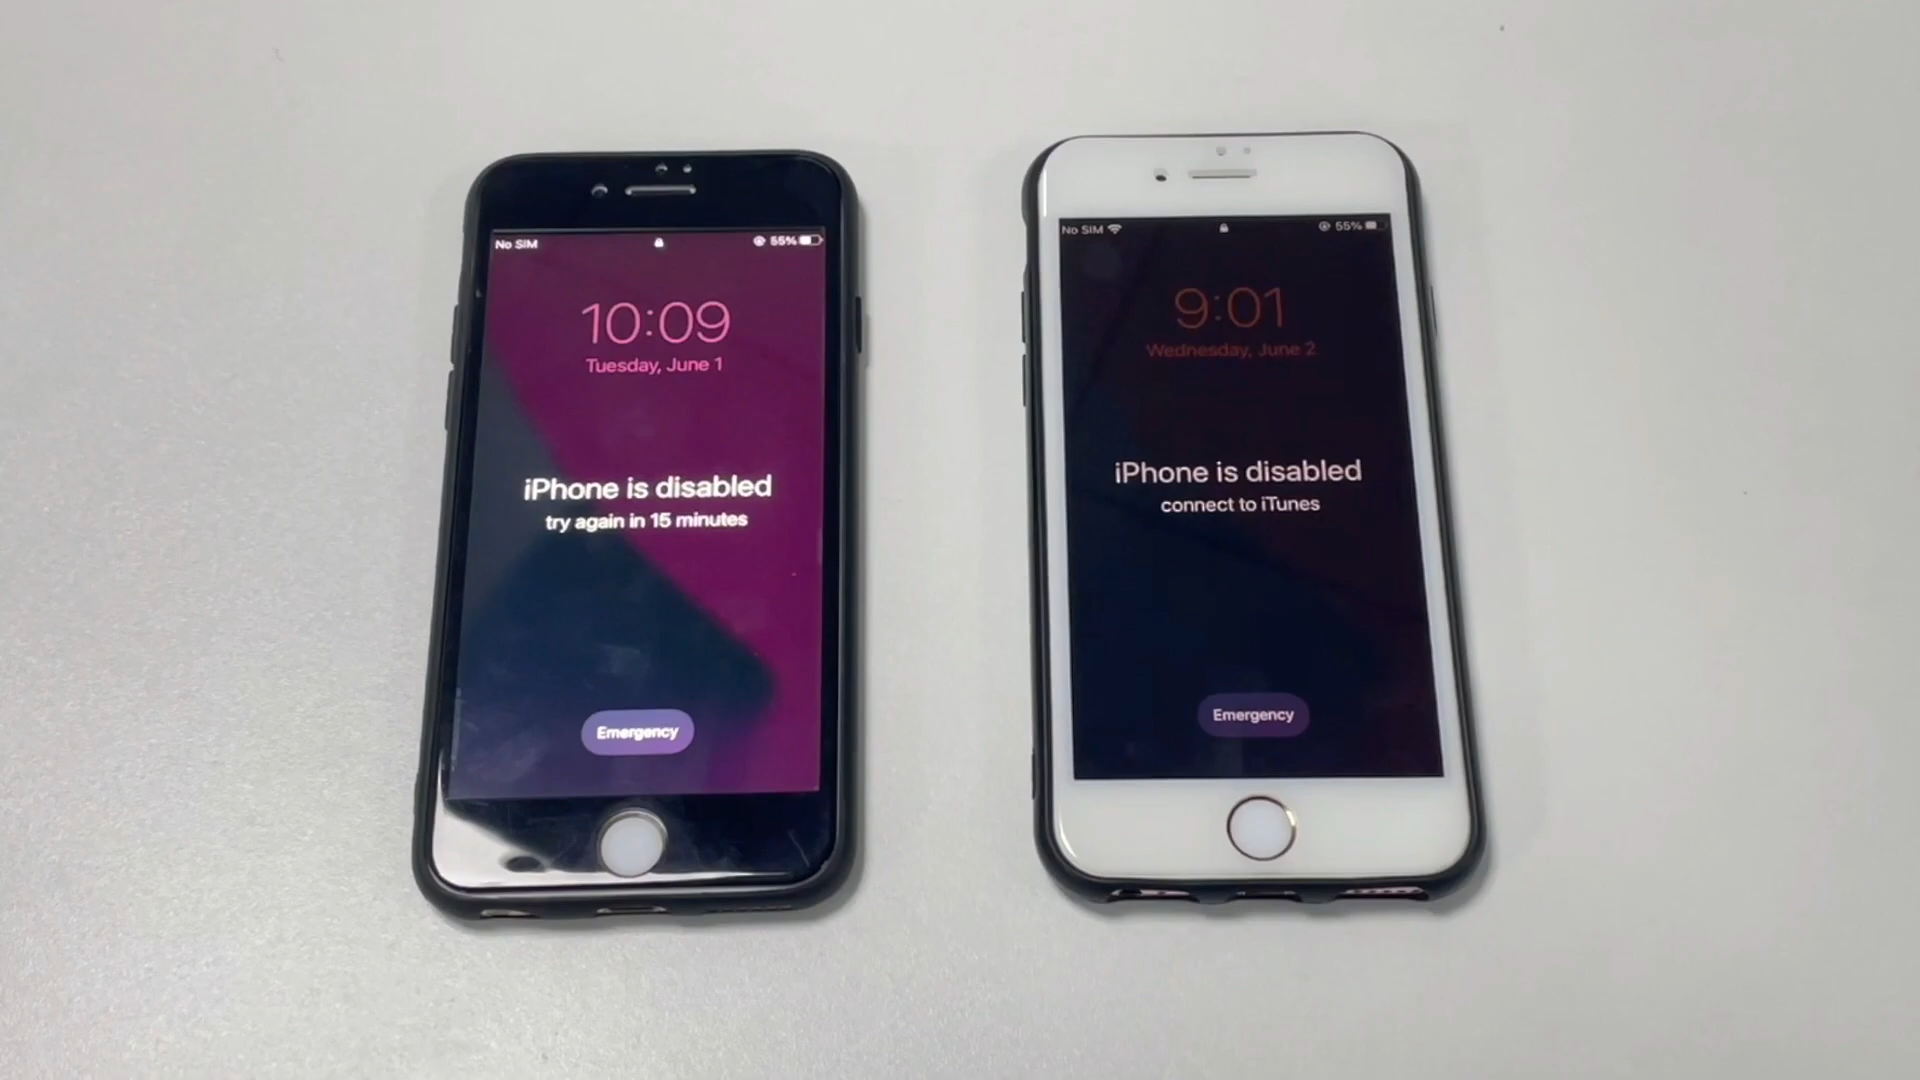 No SIM
55%
10:09
Tuesday, June 1
iPhone is disabled
try again in 15 minutes
Emergency
No SIM
55%
9:01
Wednesday, June 2
iPhone is disabled
connect to iTunes
Emergency